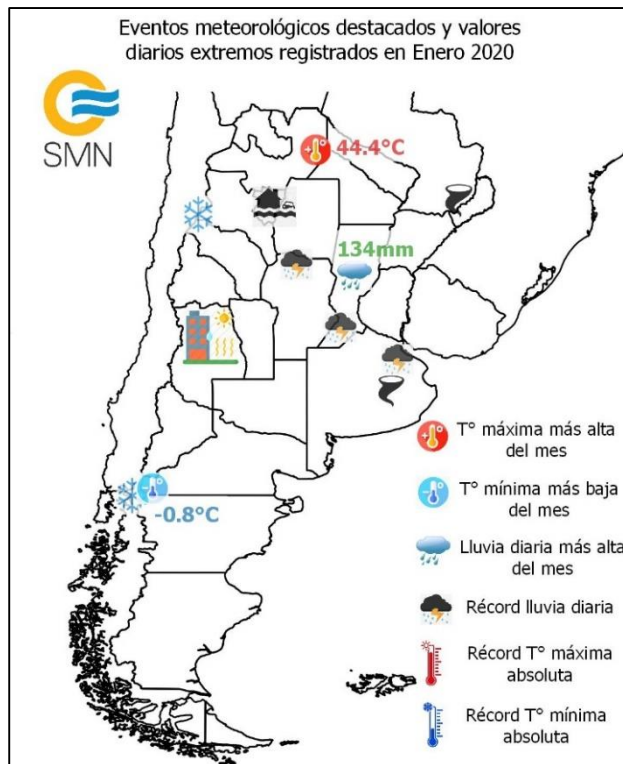 Eventos meteorológicos destacados y valores
diarios extremos registrados en Enero 2020
SMN
44.4°C
134mm
-0.8°C
T° máxima más alta
del mes
T° mínima más baja
del mes
Lluvia diaria más alta
del mes
Récord lluvia diaria
Récord T° máxima
absoluta
Récord T° mínima
absoluta